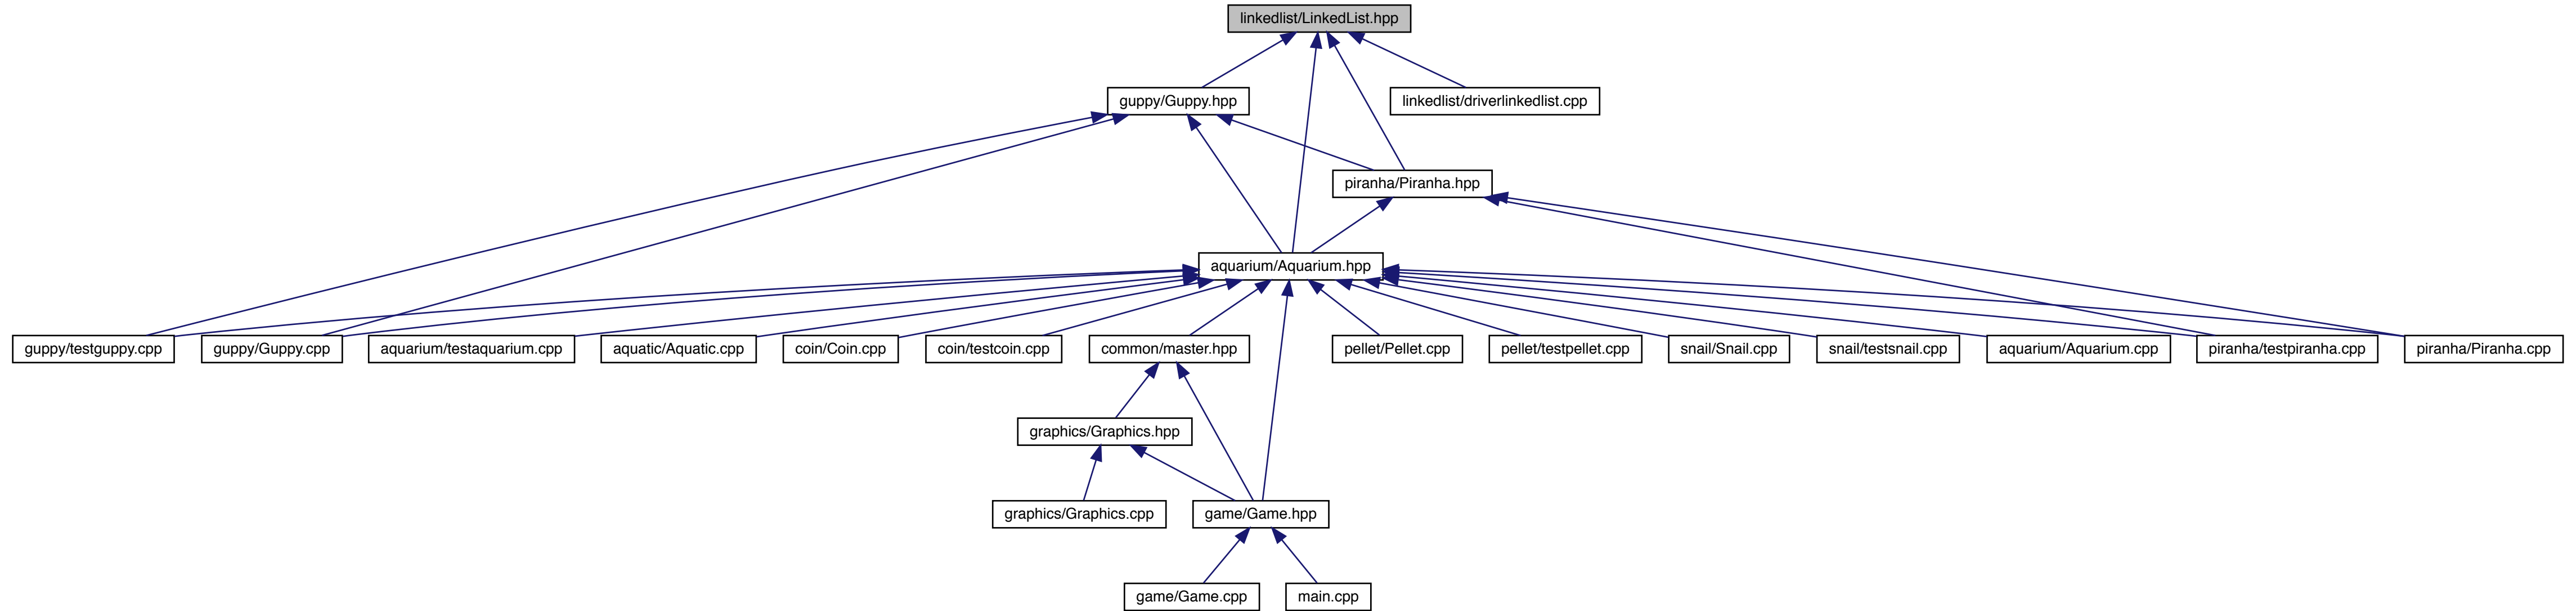 linkedlist/LinkedList.hpp
guppy/Guppy.hpp
linkedlist/driverlinkedlist.cpp
piranha/Piranha.hpp
aquarium/Aquarium.hpp
guppy/testguppy.cpp
guppy/Guppy.cpp
aquarium/testaquarium.cpp
aquatic/Aquatic.cpp
coin/Coin.cpp
coin/testcoin.cpp
common/master.hpp
pellet/Pellet.cpp
pellet/testpellet.cpp
snail/Snail.cpp
snail/testsnail.cpp
aquarium/Aquarium.cpp
piranha/testpiranha.cpp
piranha/Piranha.cpp
graphics/Graphics.hpp
graphics/Graphics.cpp
game/Game.hpp
game/Game.cpp
main.cpp